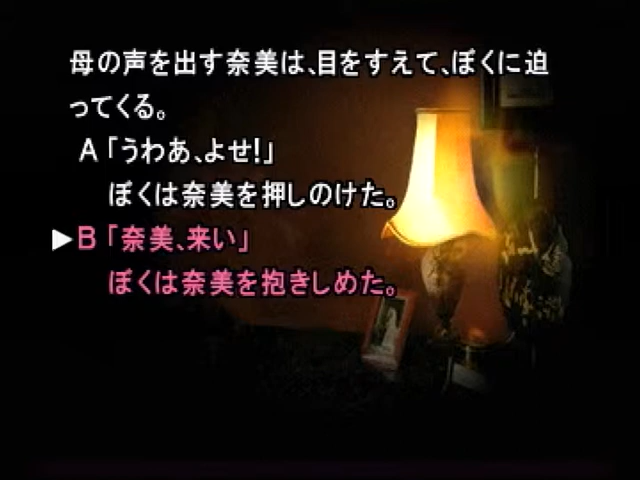 母の声を出す奈美は、目をすえて、ぼくに迫
ってくる。
A「うわあ、よせ!」
ぼくは奈美を押しのけた。
▶B「奈美、来い」
ぼくは奈美を抱きしめた。